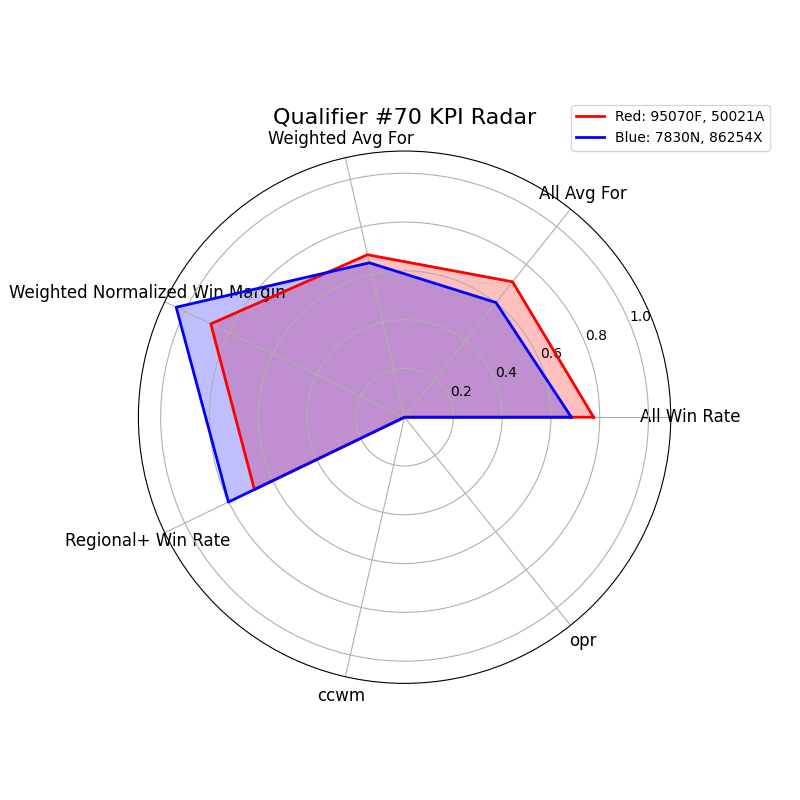 Qualifier #70 KPI Radar
Red: 95070F, 50021A
Blue: 7830N, 86254X
Weighted Avg For
All Avg For
Weighted Normalized Win Margin
1.0
0.8
0.6
0.4
0.2
All Win Rate
Regional+ Win Rate
opr
ccwm